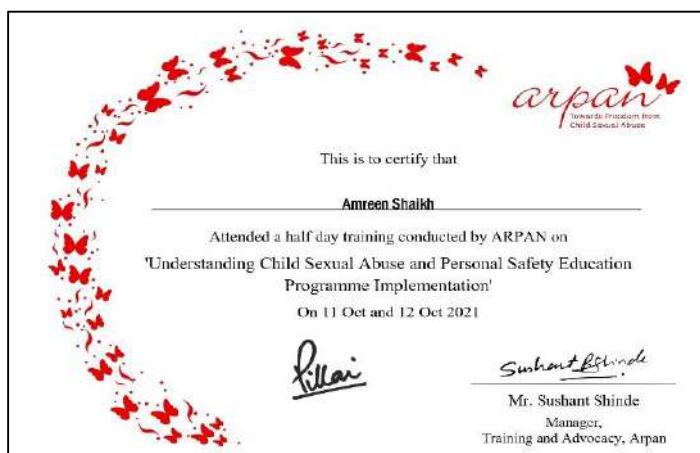 arpan
Towards Freedom from
Child Sexual Abuse
This is to certify that
Amreen Shaikh
Attended a half day training conducted by ARPAN on
'Understanding Child Sexual Abuse and Personal Safety Education
Programme Implementation'
On 11 Oct and 12 Oct 2021
Pillai
Sushant Shinde
Mr. Sushant Shinde
Manager,
Training and Advocacy, Arpan